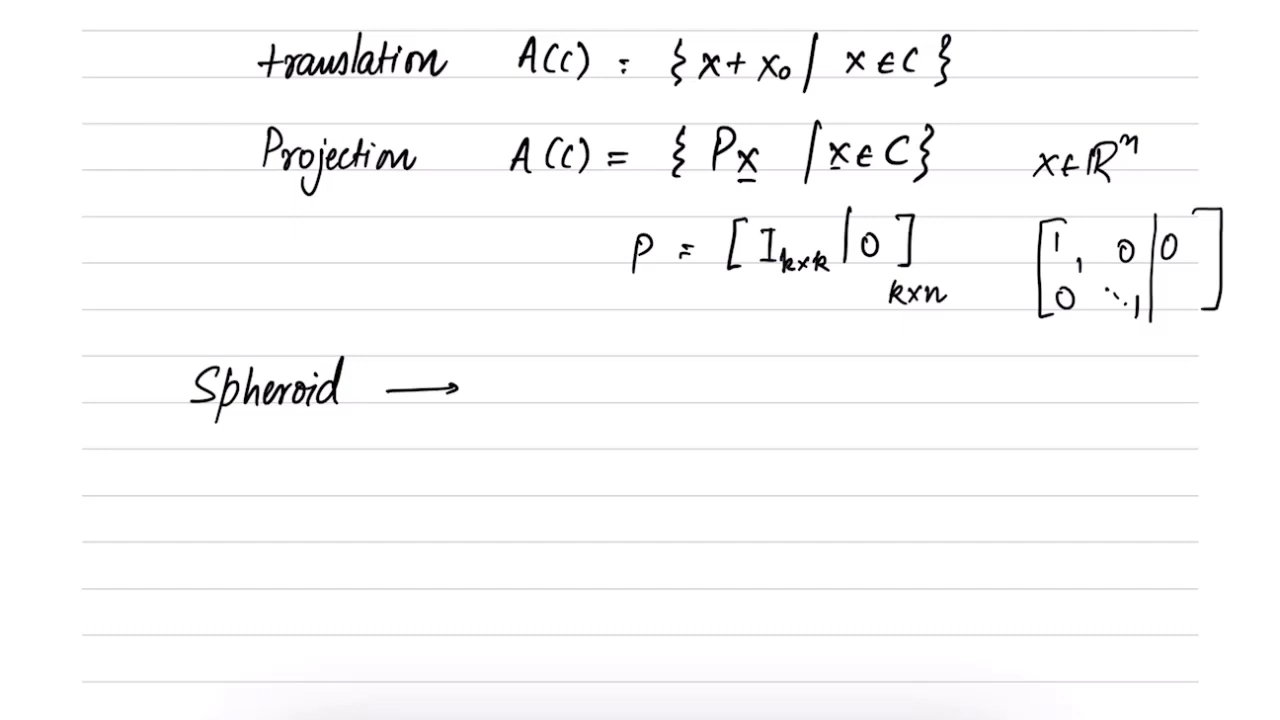 translation A(C) = { x + x₀ / x ∈ C }
Projection A(C) = { Px / x ∈ C } x ∈ ℝⁿ
P = [ I_{k×k} | 0 ]_{k×n} [ 1, 0 | 0
0 ⋱ 1 | ]
Spheroid ⟶